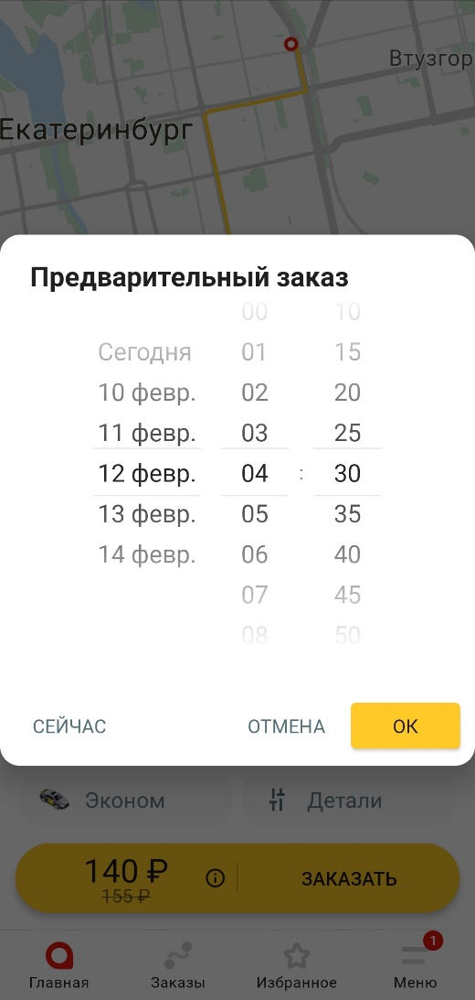 Втузгор
Екатеринбург
Предварительный заказ
00 10
Сегодня 01 15
10 февр. 02 20
11 февр. 03 25
12 февр. 04 : 30
13 февр. 05 35
14 февр. 06 40
07 45
08 50
СЕЙЧАС ОТМЕНА ОК
Эконом Детали
140 ₽ ЗАКАЗАТЬ
155 ₽
1
Главная Заказы Избранное Меню